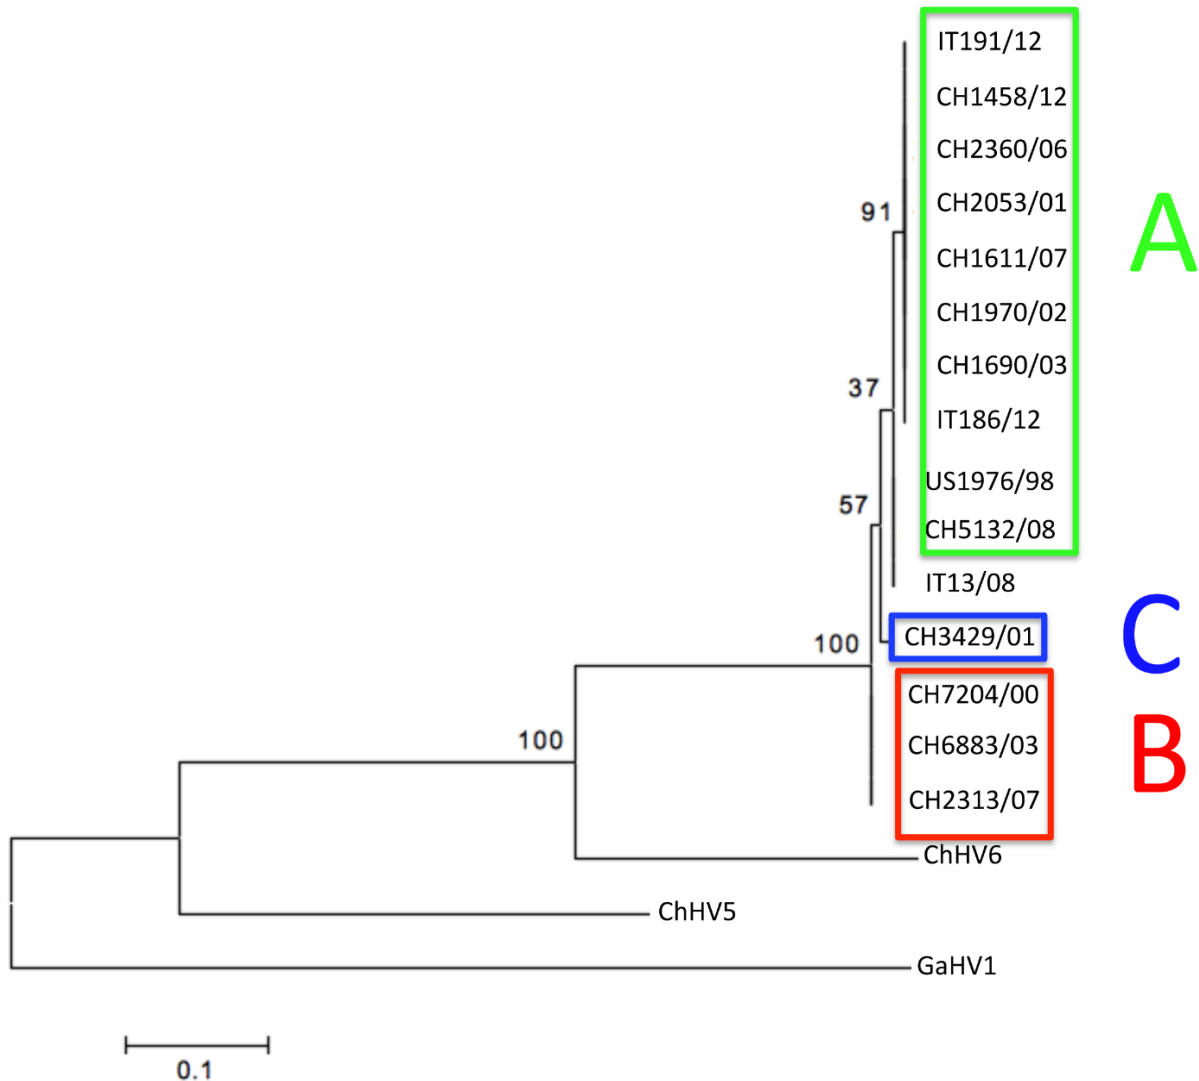 IT191/12
CH1458/12
CH2360/06
CH2053/01
91
A
CH1611/07
CH1970/02
CH1690/03
37
IT186/12
US1976/98
57
CH5132/08
IT13/08
C
CH3429/01
100
CH7204/00
100
CH6883/03
B
CH2313/07
ChHV6
ChHV5
GaHV1
0.1